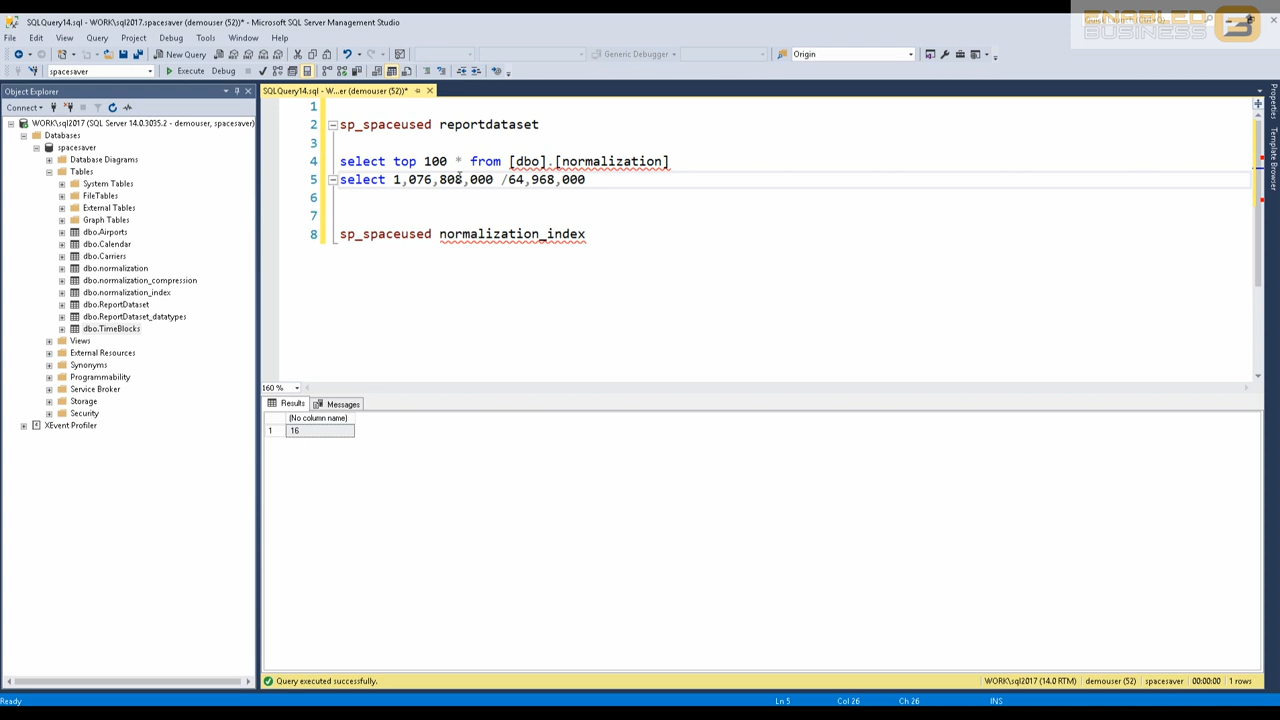 SQLQuery14.sql - WORK\sql2017.spacesaver (demouser (52))* - Microsoft SQL Server Management Studio
ENABLED
BUSINESS
File Edit View Query Project Debug Tools Window Help
New Query
Generic Debugger
Origin
spacesaver
Execute Debug
Object Explorer
SQLQuery14.sql - W...er (demouser (52))*
Connect
WORK\sql2017 (SQL Server 14.0.3035.2 - demouser, spacesaver)
Databases
spacesaver
Database Diagrams
Tables
System Tables
FileTables
External Tables
Graph Tables
dbo.Airports
dbo.Calendar
dbo.Carriers
dbo.normalization
dbo.normalization_compression
dbo.normalization_index
dbo.ReportDataset
dbo.ReportDataset_datatypes
dbo.TimeBlocks
Views
External Resources
Synonyms
Programmability
Service Broker
Storage
Security
XEvent Profiler
1
2 sp_spaceused reportdataset
3
4 select top 100 * from [dbo].[normalization]
5 select 1,076,808,000 /64,968,000
6
7
8 sp_spaceused normalization_index
Properties
Template Browser
160 %
Results Messages
(No column name)
1 16
Query executed successfully.
WORK\sql2017 (14.0 RTM) demouser (52) spacesaver 00:00:00 1 rows
Ready
Ln 5 Col 26 Ch 26 INS